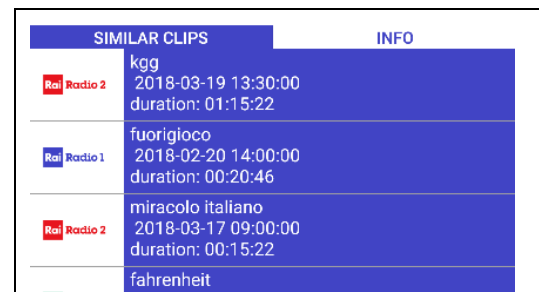 SIMILAR CLIPS INFO
kgg
Rai Radio 2 2018-03-19 13:30:00
duration: 01:15:22
fuorigioco
Rai Radio 1 2018-02-20 14:00:00
duration: 00:20:46
miracolo italiano
Rai Radio 2 2018-03-17 09:00:00
duration: 00:15:22
fahrenheit